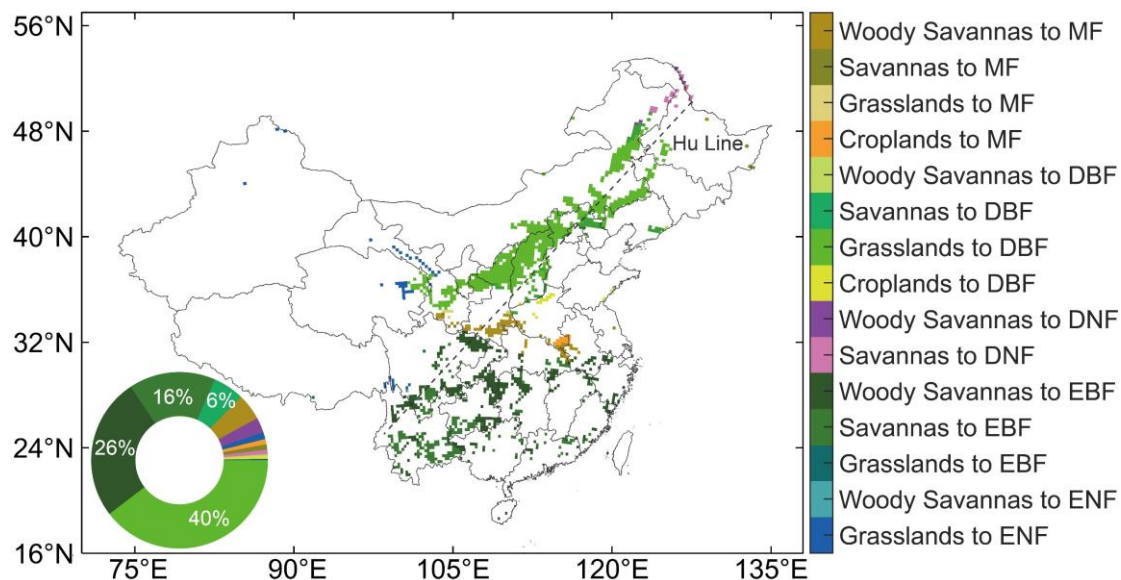 56°N
48°N
40°N
32°N
24°N
16°N
75°E
90°E
105°E
120°E
135°E
Hu Line
16%
6%
26%
40%
Woody Savannas to MF
Savannas to MF
Grasslands to MF
Croplands to MF
Woody Savannas to DBF
Savannas to DBF
Grasslands to DBF
Croplands to DBF
Woody Savannas to DNF
Savannas to DNF
Woody Savannas to EBF
Savannas to EBF
Grasslands to EBF
Woody Savannas to ENF
Grasslands to ENF